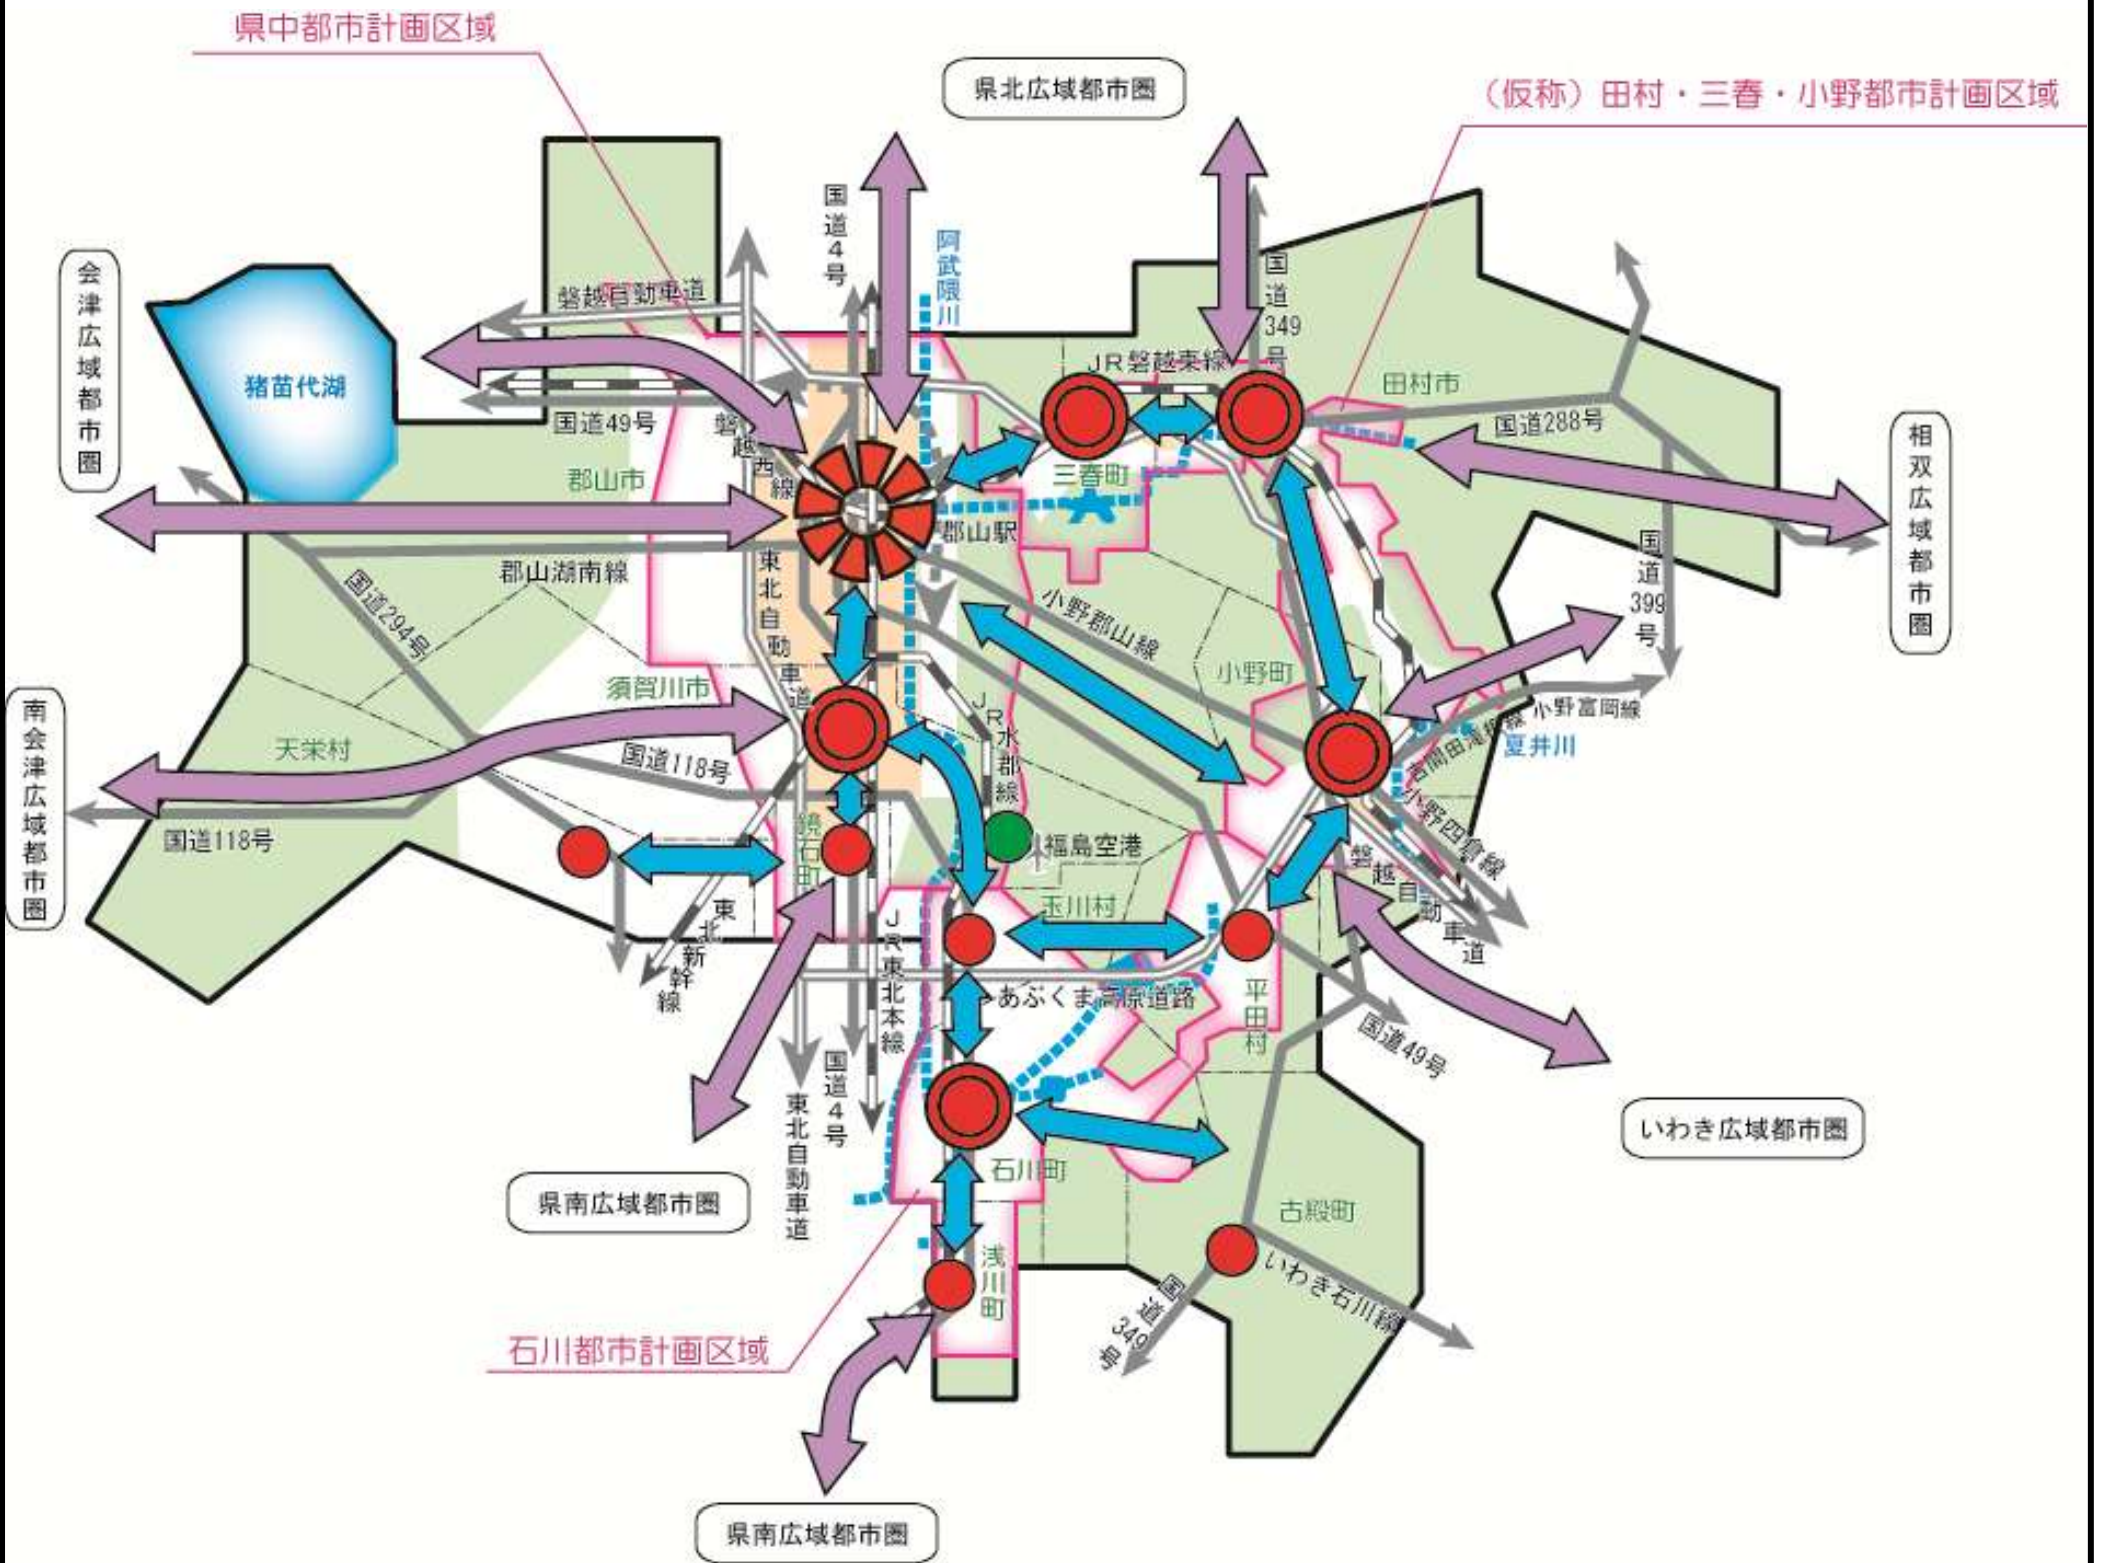 県中都市計画区域
県北広域都市圏
（仮称）田村・三春・小野都市計画区域
国道4号
阿武隈川
国道349号
会津広域都市圏
磐越自動車道
猪苗代湖
JR磐越東線
田村市
国道49号
国道288号
磐越西線
相双広域都市圏
郡山市
三春町
郡山駅
国道399号
郡山湖南線
東北自動車道
国道294号
小野郡山線
小野町
須賀川市
南会津広域都市圏
天栄村
国道118号
JR水郡線
小野富岡線
夏井川
国道118号
鏡石町
福島空港
小野四倉線
磐越自動車道
玉川村
東北新幹線
JR東北本線
あぶくま高原道路
平田村
国道49号
国道4号
東北自動車道
いわき広域都市圏
県南広域都市圏
石川町
古殿町
浅川町
いわき石川線
国道349号
石川都市計画区域
県南広域都市圏